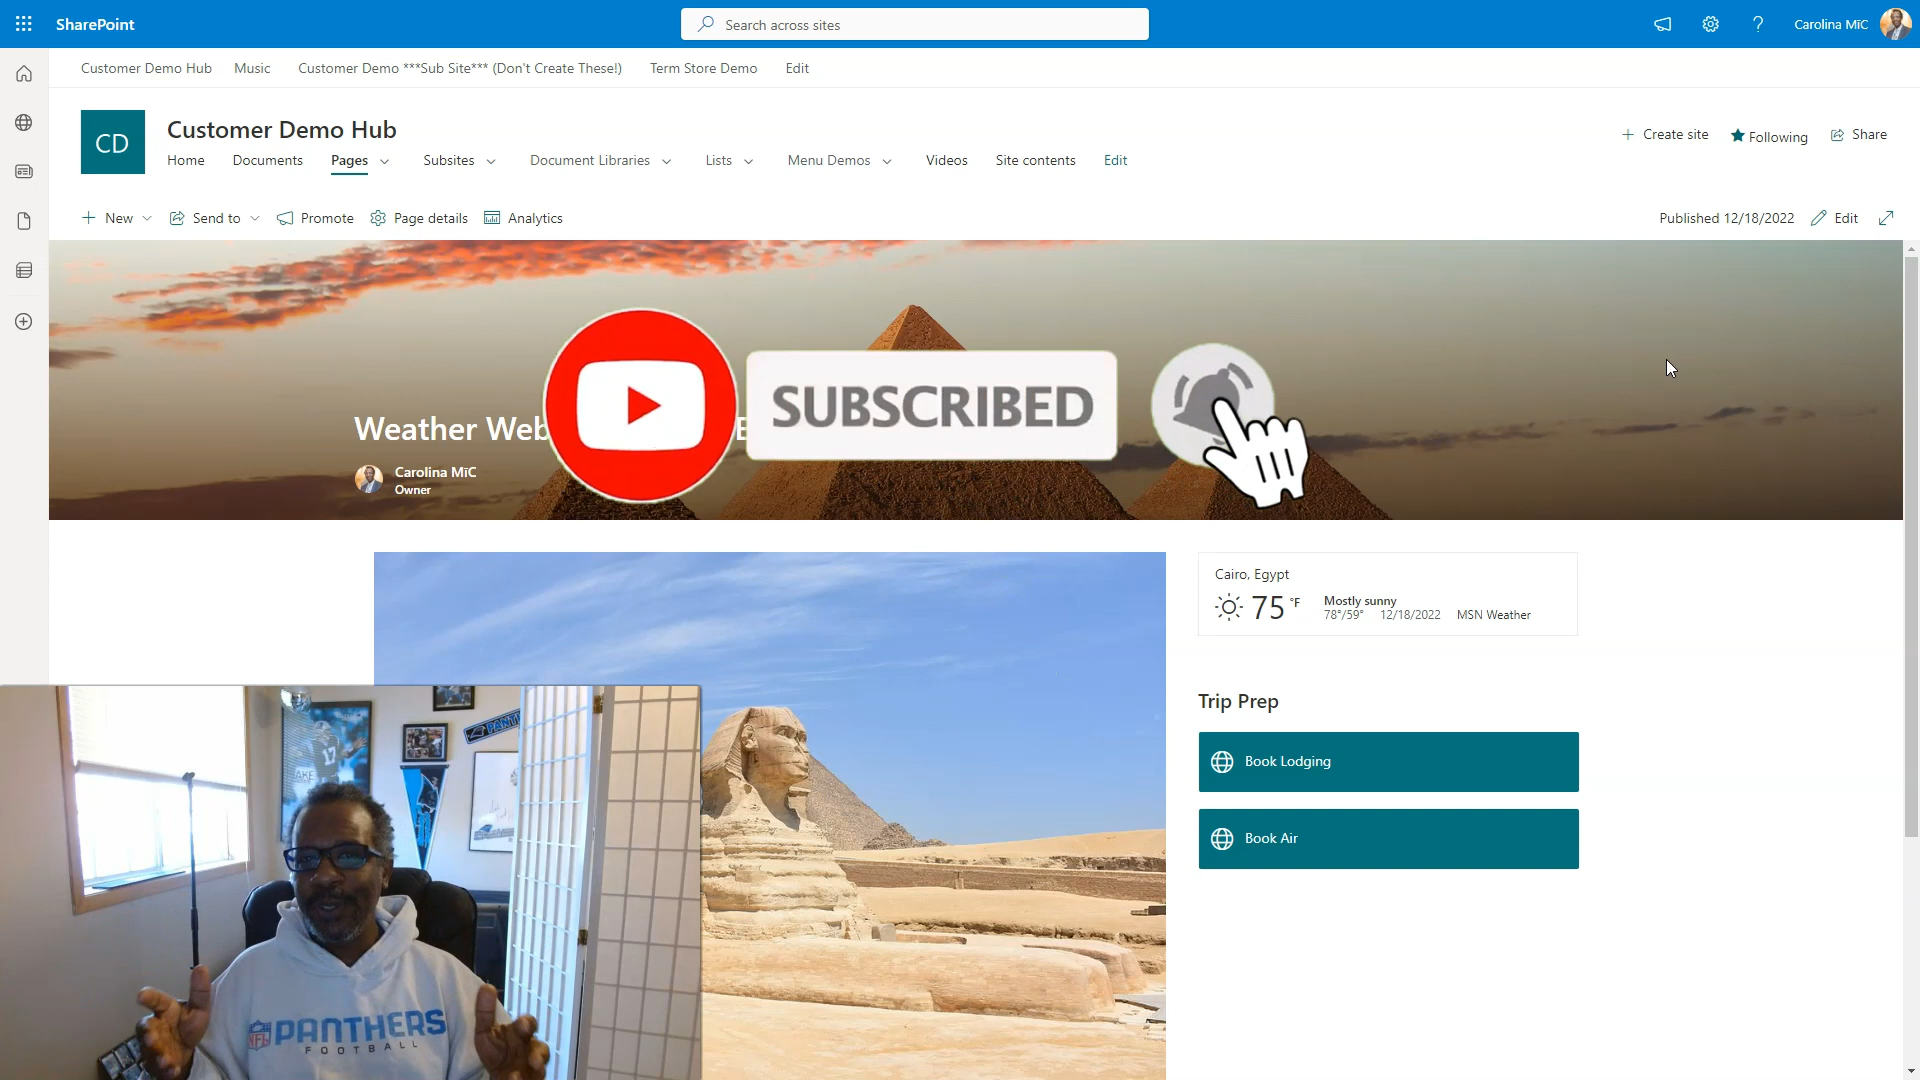 SharePoint
Search across sites
Carolina MiC
Customer Demo Hub Music Customer Demo ***Sub Site*** (Don't Create These!) Term Store Demo Edit
CD
Customer Demo Hub
Create site Following Share
Home Documents Pages Subsites Document Libraries Lists Menu Demos Videos Site contents Edit
New Send to Promote Page details Analytics
Published 12/18/2022 Edit
SUBSCRIBED
Weather Web
Carolina MiC
Owner
Cairo, Egypt
75 °F
Mostly sunny
78°/59° 12/18/2022 MSN Weather
Trip Prep
Book Lodging
Book Air
17
PANTHERS
FOOTBALL
NFL